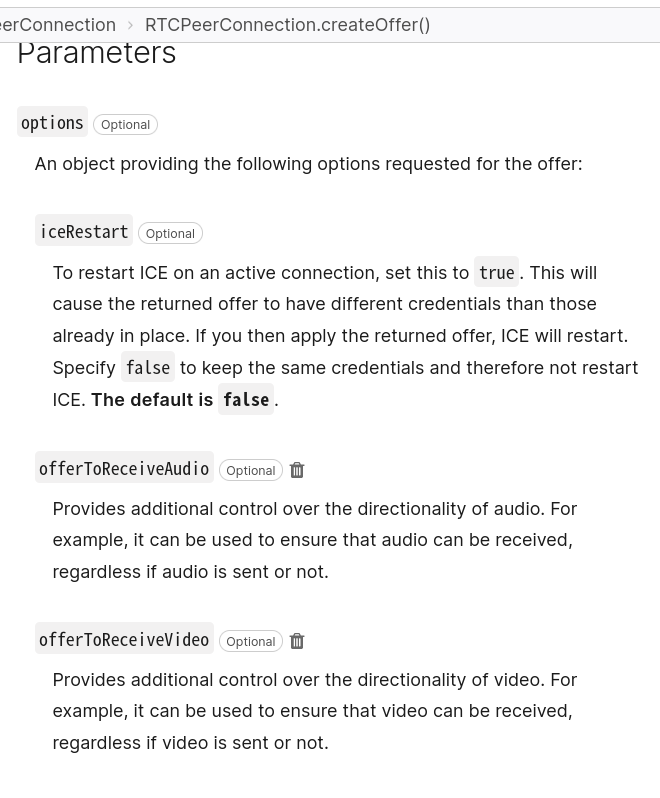 eerConnection › RTCPeerConnection.createOffer()
Parameters
options Optional
An object providing the following options requested for the offer:
iceRestart Optional
To restart ICE on an active connection, set this to true. This will
cause the returned offer to have different credentials than those
already in place. If you then apply the returned offer, ICE will restart.
Specify false to keep the same credentials and therefore not restart
ICE. The default is false.
offerToReceiveAudio Optional
Provides additional control over the directionality of audio. For
example, it can be used to ensure that audio can be received,
regardless if audio is sent or not.
offerToReceiveVideo Optional
Provides additional control over the directionality of video. For
example, it can be used to ensure that video can be received,
regardless if video is sent or not.